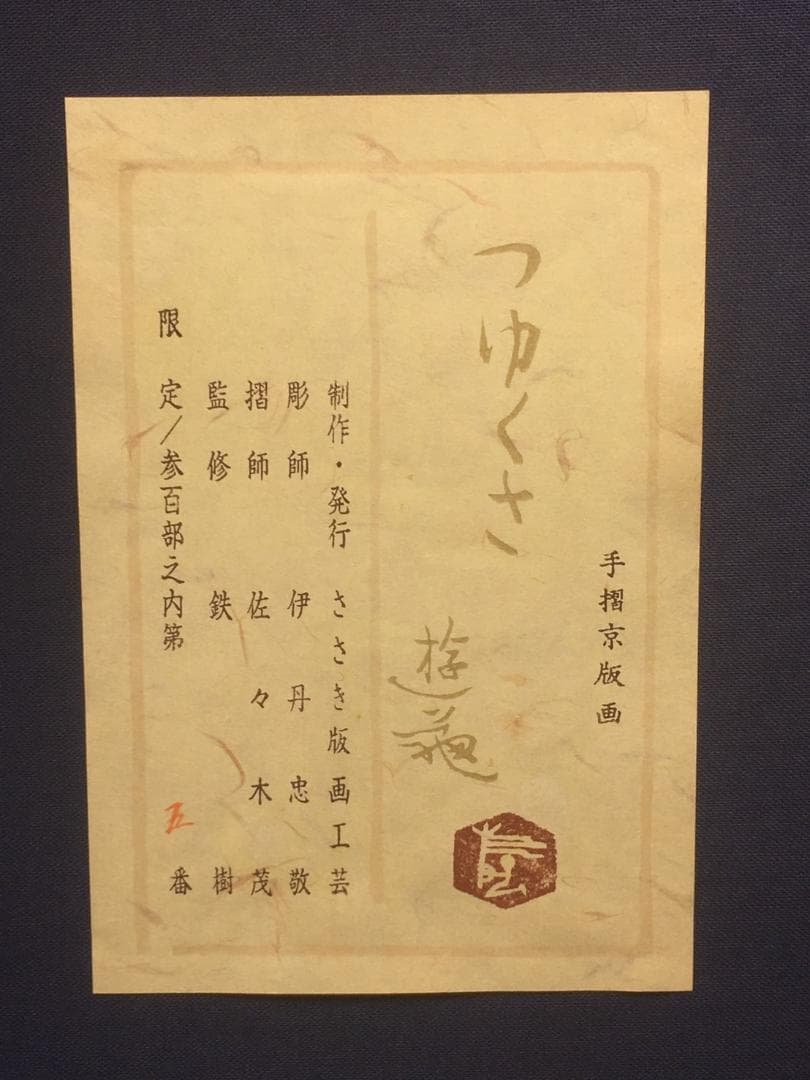 手摺京版画
つゆくさ
制作・発行 ささき版画工芸
彫師 伊丹忠敬
摺師 佐々木茂
監修 鉄樹
限定/参百部之内第五番